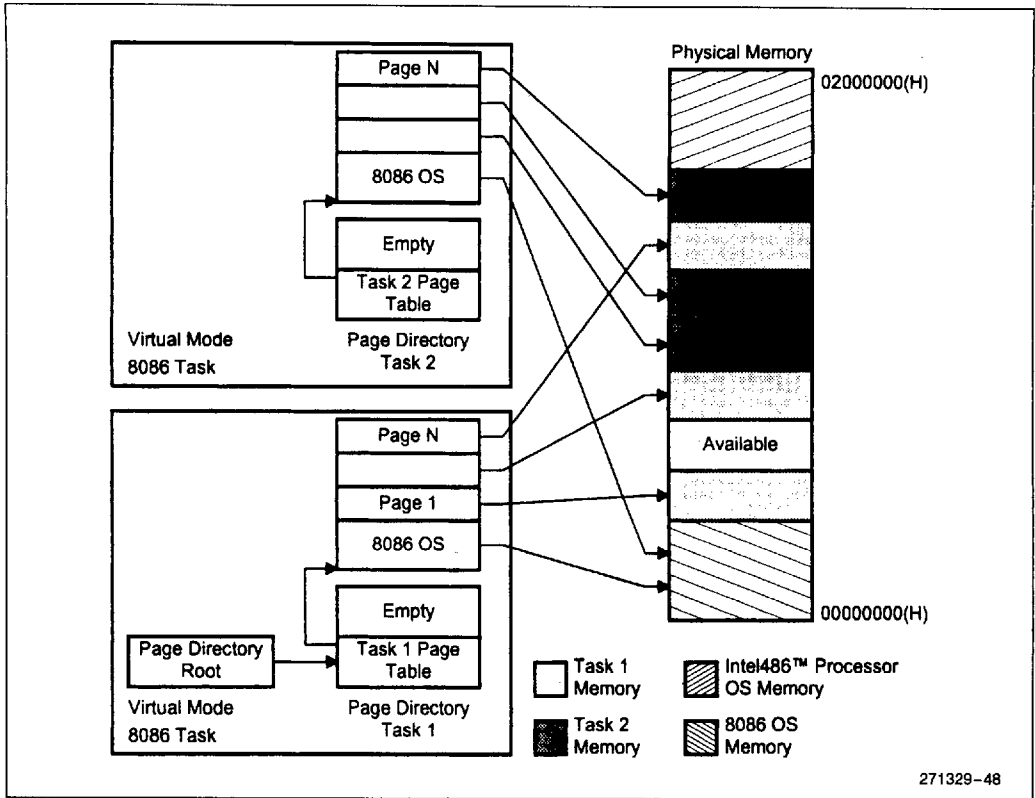 Page N
8086 OS
Empty
Task 2 Page
Table
Virtual Mode
8086 Task
Page Directory
Task 2
Page N
Page 1
8086 OS
Empty
Task 1 Page
Table
Page Directory
Root
Virtual Mode
8086 Task
Page Directory
Task 1
Physical Memory
02000000(H)
Available
00000000(H)
Task 1
Memory
Intel486™ Processor
OS Memory
Task 2
Memory
8086 OS
Memory
271329-48